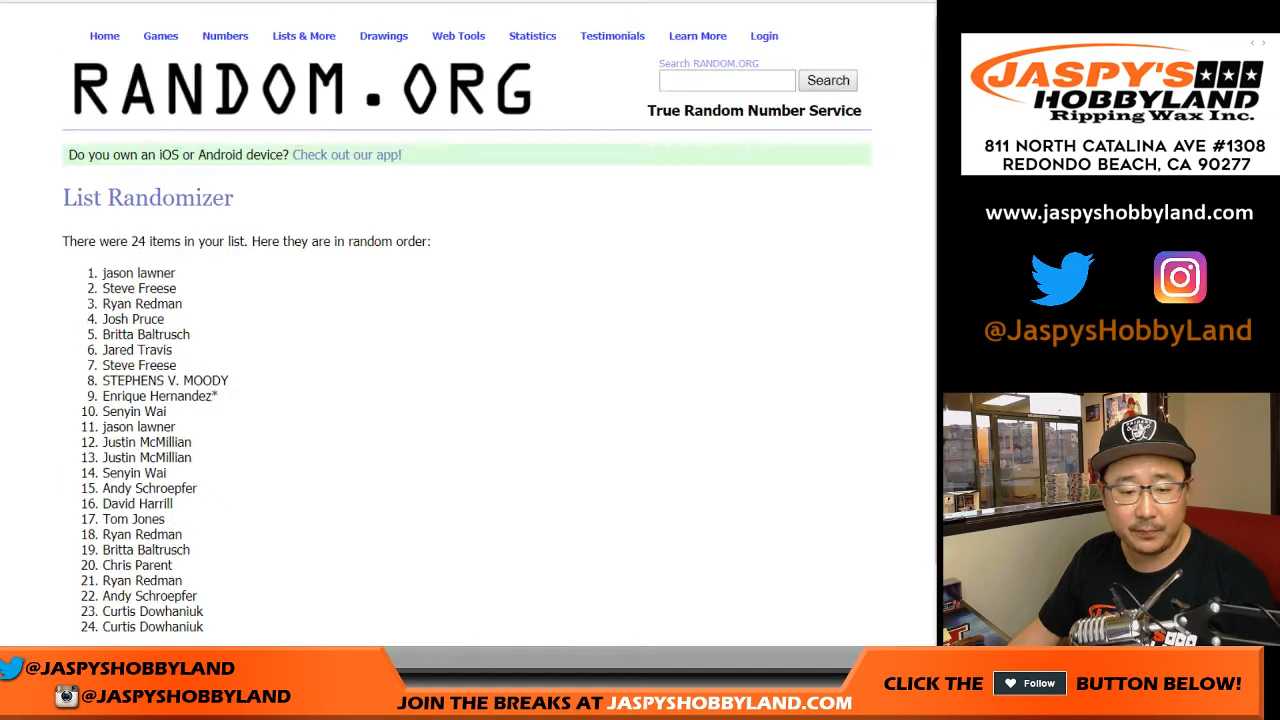 Home Games Numbers Lists & More Drawings Web Tools Statistics Testimonials Learn More Login
RANDOM.ORG
Search RANDOM.ORG
Search
True Random Number Service
Do you own an iOS or Android device? Check out our app!
List Randomizer
There were 24 items in your list. Here they are in random order:
1. jason lawner
2. Steve Freese
3. Ryan Redman
4. Josh Pruce
5. Britta Baltrusch
6. Jared Travis
7. Steve Freese
8. STEPHENS V. MOODY
9. Enrique Hernandez*
10. Senyin Wai
11. jason lawner
12. Justin McMillian
13. Justin McMillian
14. Senyin Wai
15. Andy Schroepfer
16. David Harrill
17. Tom Jones
18. Ryan Redman
19. Britta Baltrusch
20. Chris Parent
21. Ryan Redman
22. Andy Schroepfer
23. Curtis Dowhaniuk
24. Curtis Dowhaniuk
JASPY'S
HOBBYLAND
Ripping Wax Inc.
811 NORTH CATALINA AVE #1308
REDONDO BEACH, CA 90277
www.jaspyshobbyland.com
@JaspysHobbyLand
RAIDERS
@JASPYSHOBBYLAND
@JASPYSHOBBYLAND
JOIN THE BREAKS AT JASPYSHOBBYLAND.COM
CLICK THE Follow BUTTON BELOW!